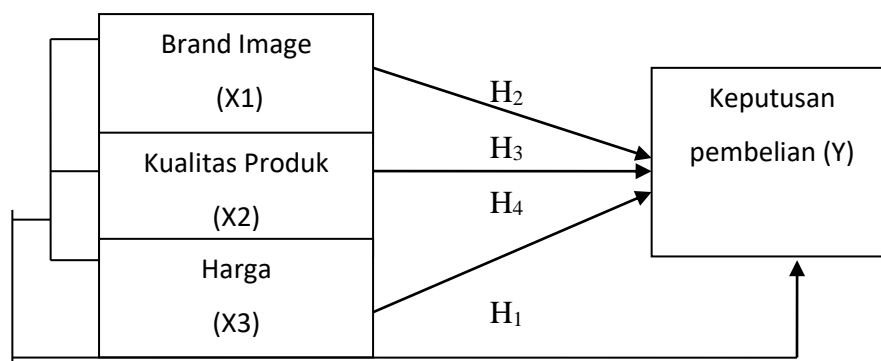 Brand Image
(X1)
Kualitas Produk
(X2)
Harga
(X3)
H2
H3
H4
H1
Keputusan
pembelian (Y)